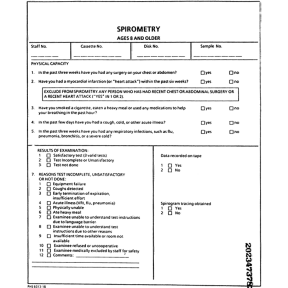 SPIROMETRY
AGES 8 AND OLDER
Staff No.
Cassette No.
Disk No.
Sample No.
PHYSICAL CAPACITY
1. In the past three weeks have you had any surgery on your chest or abdomen? yes no
2. Have you had a myocardial infarction (or "heart attack") within the past six weeks? yes no
EXCLUDE FROM SPIROMETRY ANY PERSON WHO HAS HAD RECENT CHEST OR ABDOMINAL SURGERY OR
A RECENT HEART ATTACK ("YES" IN 1 OR 2).
3. Have you smoked a cigarette, eaten a heavy meal or used any medications to help
your breathing in the past hour? yes no
4. In the past few days have you had a cough, cold, or other acute illness? yes no
5. In the past three weeks have you had any respiratory infections, such as flu,
pneumonia, bronchitis, or a severe cold? yes no
RESULTS OF EXAMINATION:
1 Satisfactory test (3 valid tests)
2 Test incomplete or Unsatisfactory
3 Test not done
7. REASONS TEST INCOMPLETE, UNSATISFACTORY
OR NOT DONE:
1 Equipment failure
2 Coughs detected
3 Early termination of expiration,
insufficient effort
4 Acute illness (URI, flu, pneumonia)
5 Physically unable
6 Ate heavy meal
7 Examinee unable to understand test instructions
due to language barrier
8 Examinee unable to understand test
instructions due to other reasons
9 Insufficient time available or room not
available
10 Examinee refused or uncooperative
11 Examinee medically excluded by staff for safety
12 Comments:
Data recorded on tape
1 Yes
2 No
Spirogram tracing obtained
1 Yes
2 No
2023473775